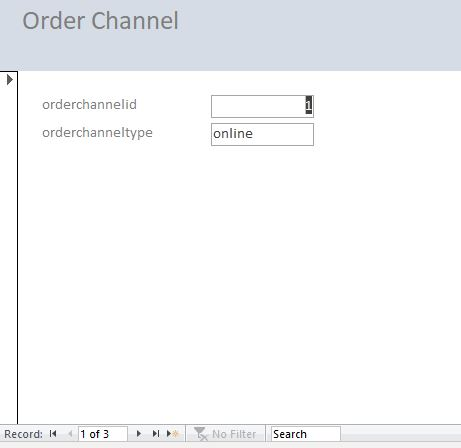 Order Channel
orderchannelid 1
orderchanneltype online
Record: 1 of 3 No Filter Search